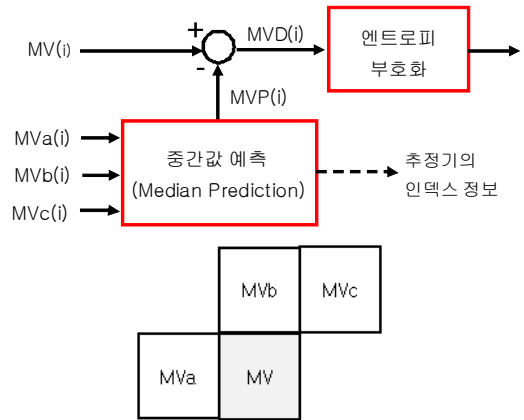 MV(i)
+
-
MVD(i)
엔트로피
부호화
MVP(i)
MVa(i)
MVb(i)
MVc(i)
중간값 예측
(Median Prediction)
추정기의
인덱스 정보
MVb
MVc
MVa
MV